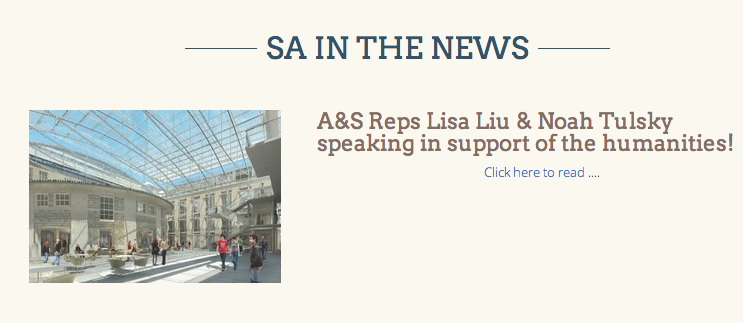 SA IN THE NEWS
A&S Reps Lisa Liu & Noah Tulsky
speaking in support of the humanities!
Click here to read ....